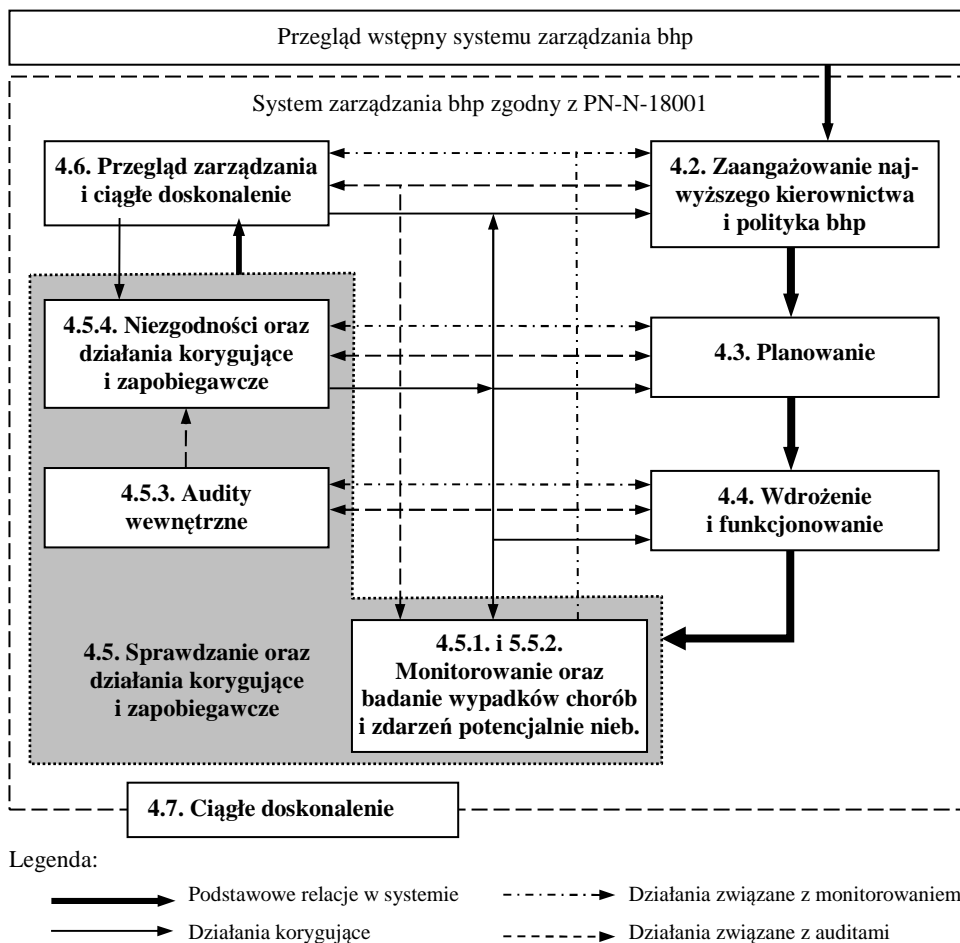 Przegląd wstępny systemu zarządzania bhp
System zarządzania bhp zgodny z PN-N-18001
4.6. Przegląd zarządzania
i ciągłe doskonalenie
4.2. Zaangażowanie naj-
wyższego kierownictwa
i polityka bhp
4.5.4. Niezgodności oraz
działania korygujące
i zapobiegawcze
4.3. Planowanie
4.5.3. Audity
wewnętrzne
4.4. Wdrożenie
i funkcjonowanie
4.5. Sprawdzanie oraz
działania korygujące
i zapobiegawcze
4.5.1. i 5.5.2.
Monitorowanie oraz
badanie wypadków chorób
i zdarzeń potencjalnie nieb.
4.7. Ciągłe doskonalenie
Legenda:
Podstawowe relacje w systemie
Działania związane z monitorowaniem
Działania korygujące
Działania związane z auditami